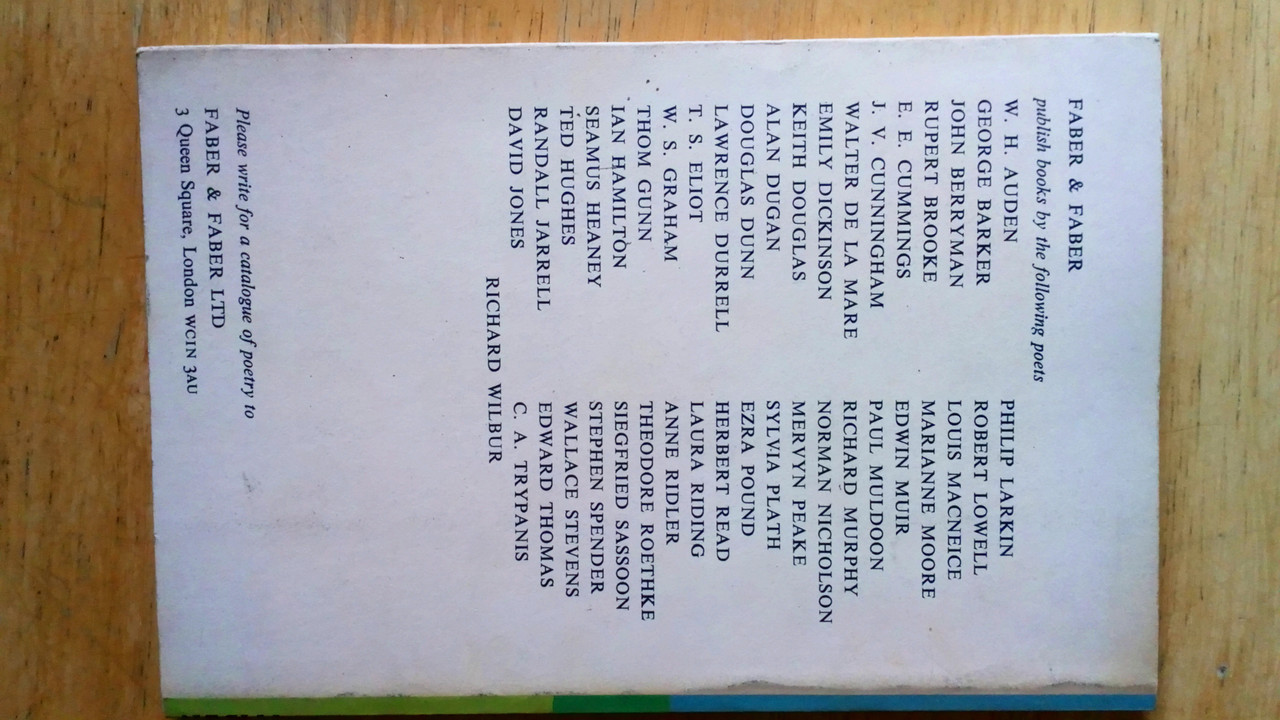 FABER & FABER
publish books by the following poets
W. H. AUDEN
GEORGE BARKER
JOHN BERRYMAN
RUPERT BROOKE
E. E. CUMMINGS
J. V. CUNNINGHAM
WALTER DE LA MARE
EMILY DICKINSON
KEITH DOUGLAS
ALAN DUGAN
DOUGLAS DUNN
LAWRENCE DURRELL
T. S. ELIOT
W. S. GRAHAM
THOM GUNN
IAN HAMILTON
SEAMUS HEANEY
TED HUGHES
RANDALL JARRELL
DAVID JONES
PHILIP LARKIN
ROBERT LOWELL
LOUIS MACNEICE
MARIANNE MOORE
EDWIN MUIR
PAUL MULDOON
RICHARD MURPHY
NORMAN NICHOLSON
MERVYN PEAKE
SYLVIA PLATH
EZRA POUND
HERBERT READ
LAURA RIDING
ANNE RIDLER
THEODORE ROETHKE
SIEGFRIED SASSOON
STEPHEN SPENDER
WALLACE STEVENS
EDWARD THOMAS
C. A. TRYPANIS
RICHARD WILBUR
Please write for a catalogue of poetry to
FABER & FABER LTD
3 Queen Square, London WC1N 3AU